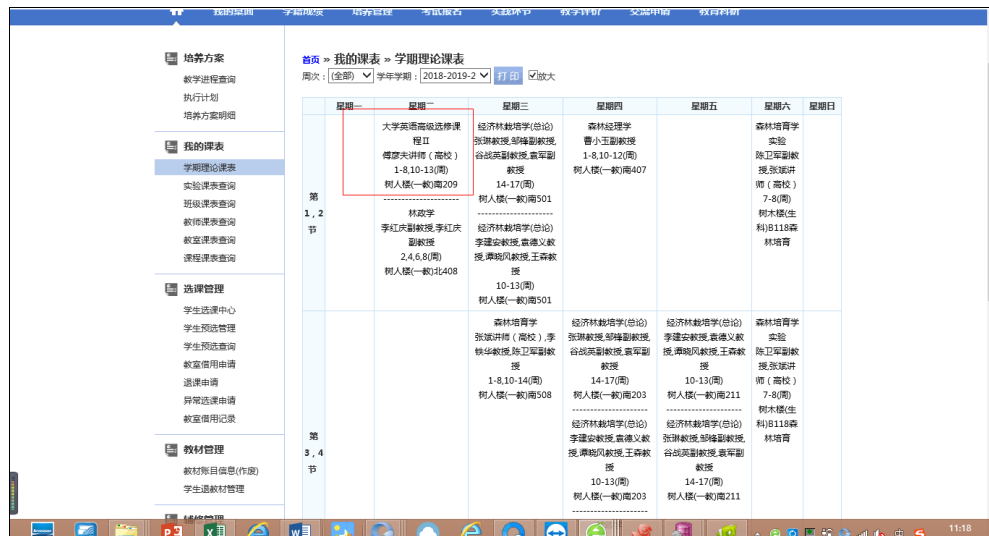 我的桌面 学籍成绩 培养管理 考试报名 实践环节 教学评价 交流申请 教育科研
培养方案
教学进程查询
执行计划
培养方案明细
我的课表
学期理论课表
实验课表查询
班级课表查询
教师课表查询
教室课表查询
课程课表查询
选课管理
学生选课中心
学生预选管理
学生预选查询
教室借用申请
退课申请
异常选课申请
教室借用记录
教材管理
教材账目信息(作废)
学生退教材管理
辅修管理
首页 » 我的课表 » 学期理论课表
周次：(全部) 学年学期：2018-2019-2 打 印 放大
星期一 星期二 星期三 星期四 星期五 星期六 星期日
第
1 , 2
节
大学英语高级选修课
程II
傅彦夫讲师（高校）
1-8,10-13(周)
树人楼(一教)南209
---------------------
林政学
李红庆副教授,李红庆
副教授
2,4,6,8(周)
树人楼(一教)北408
经济林栽培学(总论)
张琳教授,邹锋副教授,
谷战英副教授,袁军副
教授
14-17(周)
树人楼(一教)南501
---------------------
经济林栽培学(总论)
李建安教授,袁德义教
授,谭晓风教授,王森教
授
10-13(周)
树人楼(一教)南501
森林经理学
曹小玉副教授
1-8,10-12(周)
树人楼(一教)南407
森林培育学
实验
陈卫军副教
授,张斌讲
师（高校）
7-8(周)
树木楼(生
科)B118森
林培育
第
3 , 4
节
森林培育学
张斌讲师（高校）,李
铁华教授,陈卫军副教
授
1-8,10-14(周)
树人楼(一教)南508
经济林栽培学(总论)
张琳教授,邹锋副教授,
谷战英副教授,袁军副
教授
14-17(周)
树人楼(一教)南203
---------------------
经济林栽培学(总论)
李建安教授,袁德义教
授,谭晓风教授,王森教
授
10-13(周)
树人楼(一教)南203
---------------------
经济林栽培学(总论)
李建安教授,袁德义教
授,谭晓风教授,王森教
授
10-13(周)
树人楼(一教)南211
---------------------
经济林栽培学(总论)
张琳教授,邹锋副教授,
谷战英副教授,袁军副
教授
14-17(周)
树人楼(一教)南211
森林培育学
实验
陈卫军副教
授,张斌讲
师（高校）
7-8(周)
树木楼(生
科)B118森
林培育
11:18